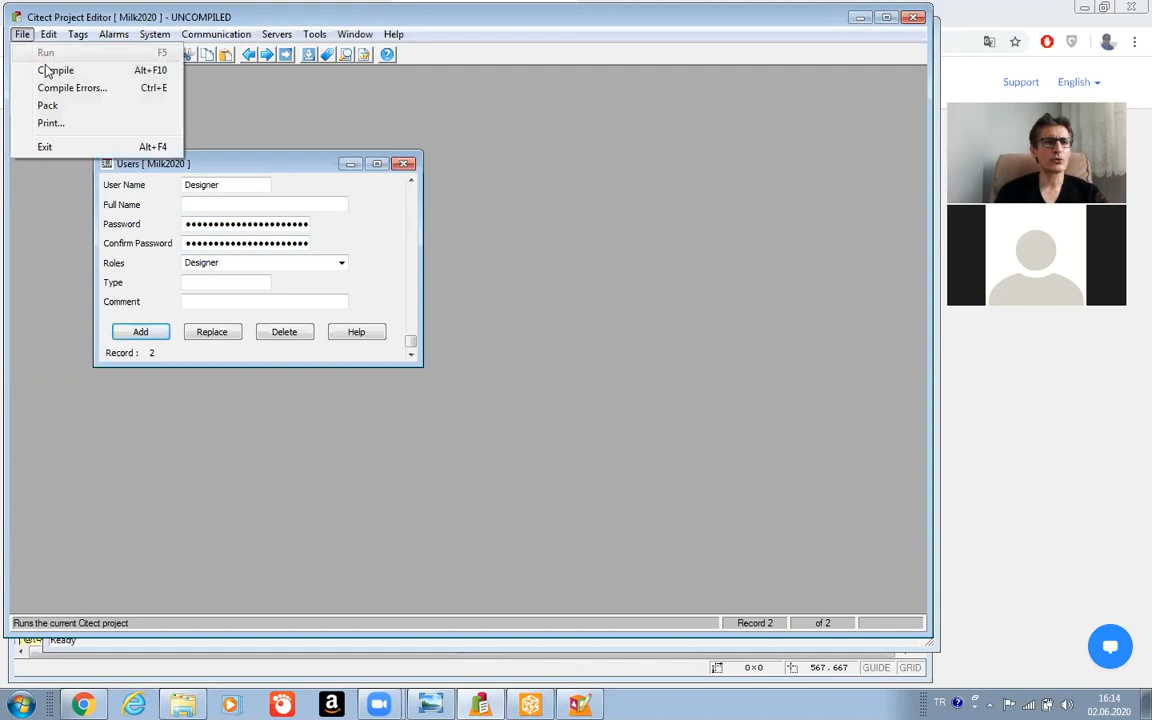 Citect Project Editor [ Milk2020 ] - UNCOMPILED
File Edit Tags Alarms System Communication Servers Tools Window Help
Run F5
Compile Alt+F10
Compile Errors... Ctrl+E
Pack
Print...
Exit Alt+F4
Support English
Users [ Milk2020 ]
User Name Designer
Full Name
Password
Confirm Password
Roles Designer
Type
Comment
Add Replace Delete Help
Record : 2
Runs the current Citect project Record 2 of 2
Ready
0×0 567, 667 GUIDE GRID
TR 16:14
02.06.2020